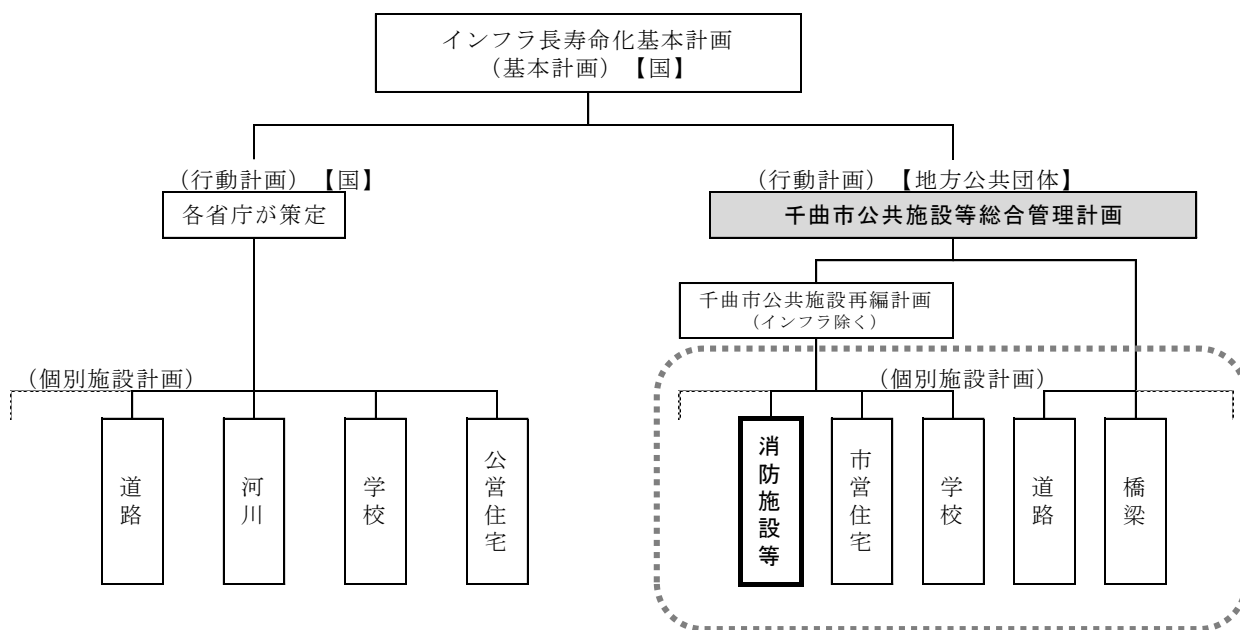 インフラ長寿命化基本計画
（基本計画）【国】
（行動計画）【国】
各省庁が策定
（行動計画）【地方公共団体】
千曲市公共施設等総合管理計画
千曲市公共施設再編計画
（インフラ除く）
（個別施設計画）
道路
河川
学校
公営住宅
（個別施設計画）
消防施設等
市営住宅
学校
道路
橋梁